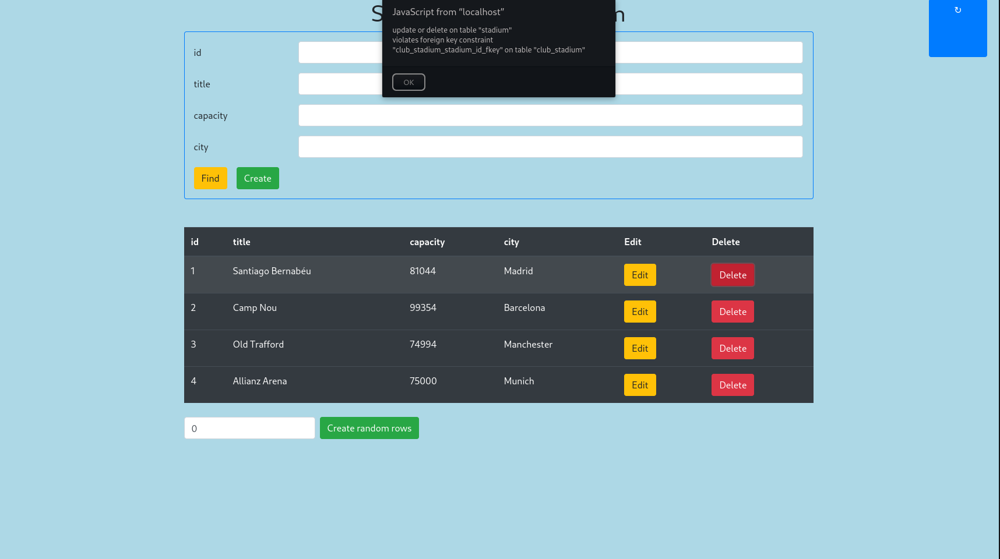 JavaScript from “localhost”
update or delete on table "stadium"
violates foreign key constraint
"club_stadium_stadium_id_fkey" on table "club_stadium"
OK
↻
id
title
capacity
city
Find Create
id title capacity city Edit Delete
1 Santiago Bernabéu 81044 Madrid Edit Delete
2 Camp Nou 99354 Barcelona Edit Delete
3 Old Trafford 74994 Manchester Edit Delete
4 Allianz Arena 75000 Munich Edit Delete
0 Create random rows